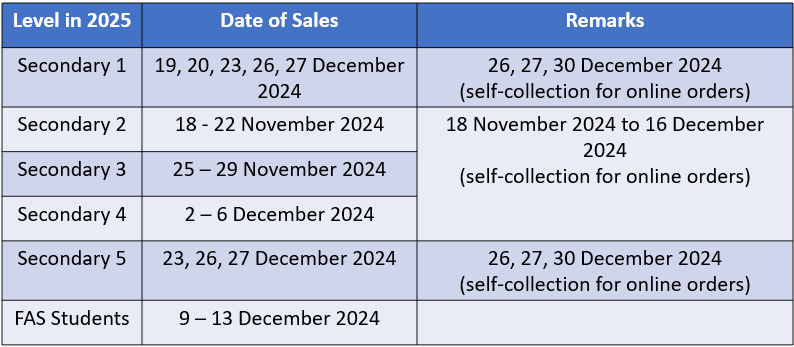 Level in 2025 Date of Sales Remarks
Secondary 1 19, 20, 23, 26, 27 December 26, 27, 30 December 2024
2024 (self-collection for online orders)
Secondary 2 18 - 22 November 2024 18 November 2024 to 16 December
2024
Secondary 3 25 – 29 November 2024 (self-collection for online orders)
Secondary 4 2 – 6 December 2024
Secondary 5 23, 26, 27 December 2024 26, 27, 30 December 2024
(self-collection for online orders)
FAS Students 9 – 13 December 2024